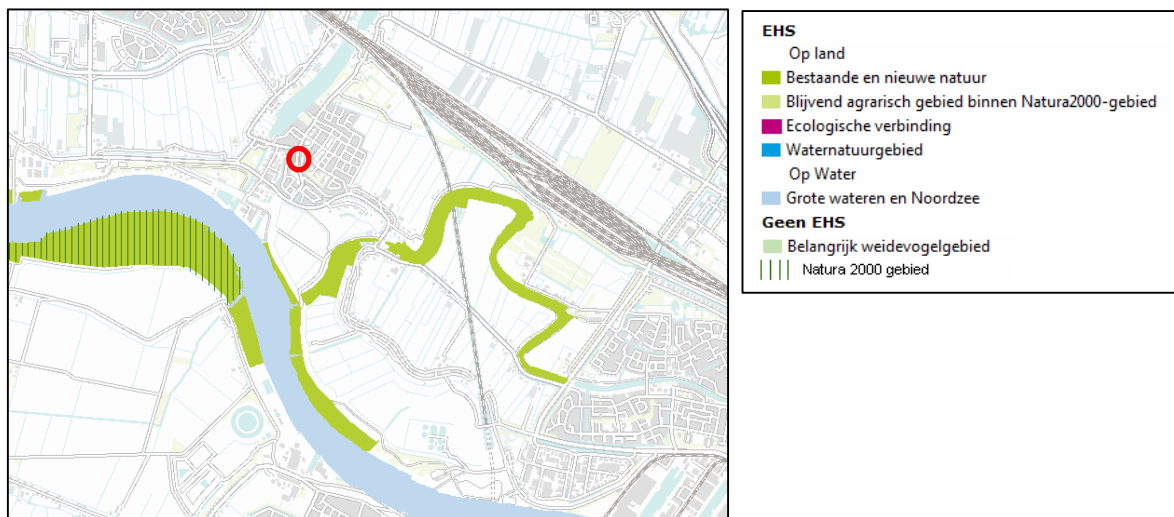 EHS
Op land
Bestaande en nieuwe natuur
Blijvend agrarisch gebied binnen Natura2000-gebied
Ecologische verbinding
Waternatuurgebied
Op Water
Grote wateren en Noordzee
Geen EHS
Belangrijk weidevogelgebied
Natura 2000 gebied